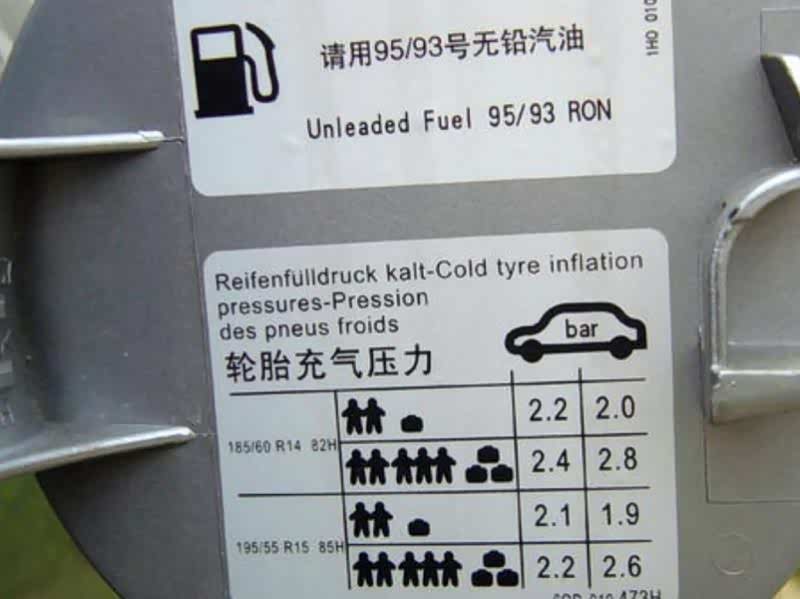 请用95/93号无铅汽油
Unleaded Fuel 95/93 RON
1H0 010
Reifenfülldruck kalt-Cold tyre inflation
pressures-Pression
des pneus froids
bar
轮胎充气压力
2.2 2.0
185/60 R14 82H
2.4 2.8
2.1 1.9
195/55 R15 85H
2.2 2.6
473H